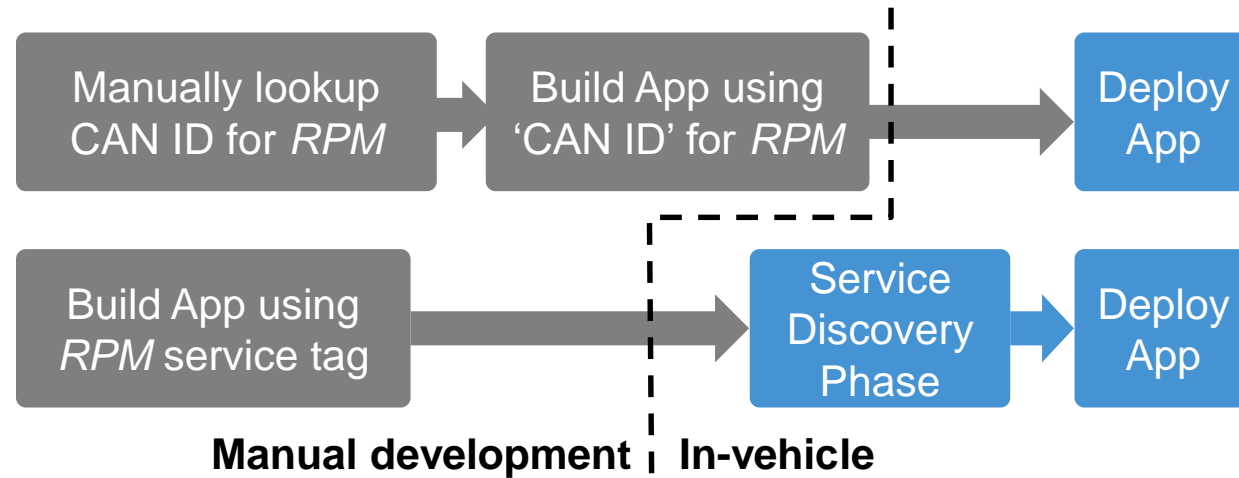 Manually lookup
CAN ID for RPM
Build App using
‘CAN ID’ for RPM
Deploy
App
Build App using
RPM service tag
Service
Discovery
Phase
Deploy
App
Manual development
In-vehicle